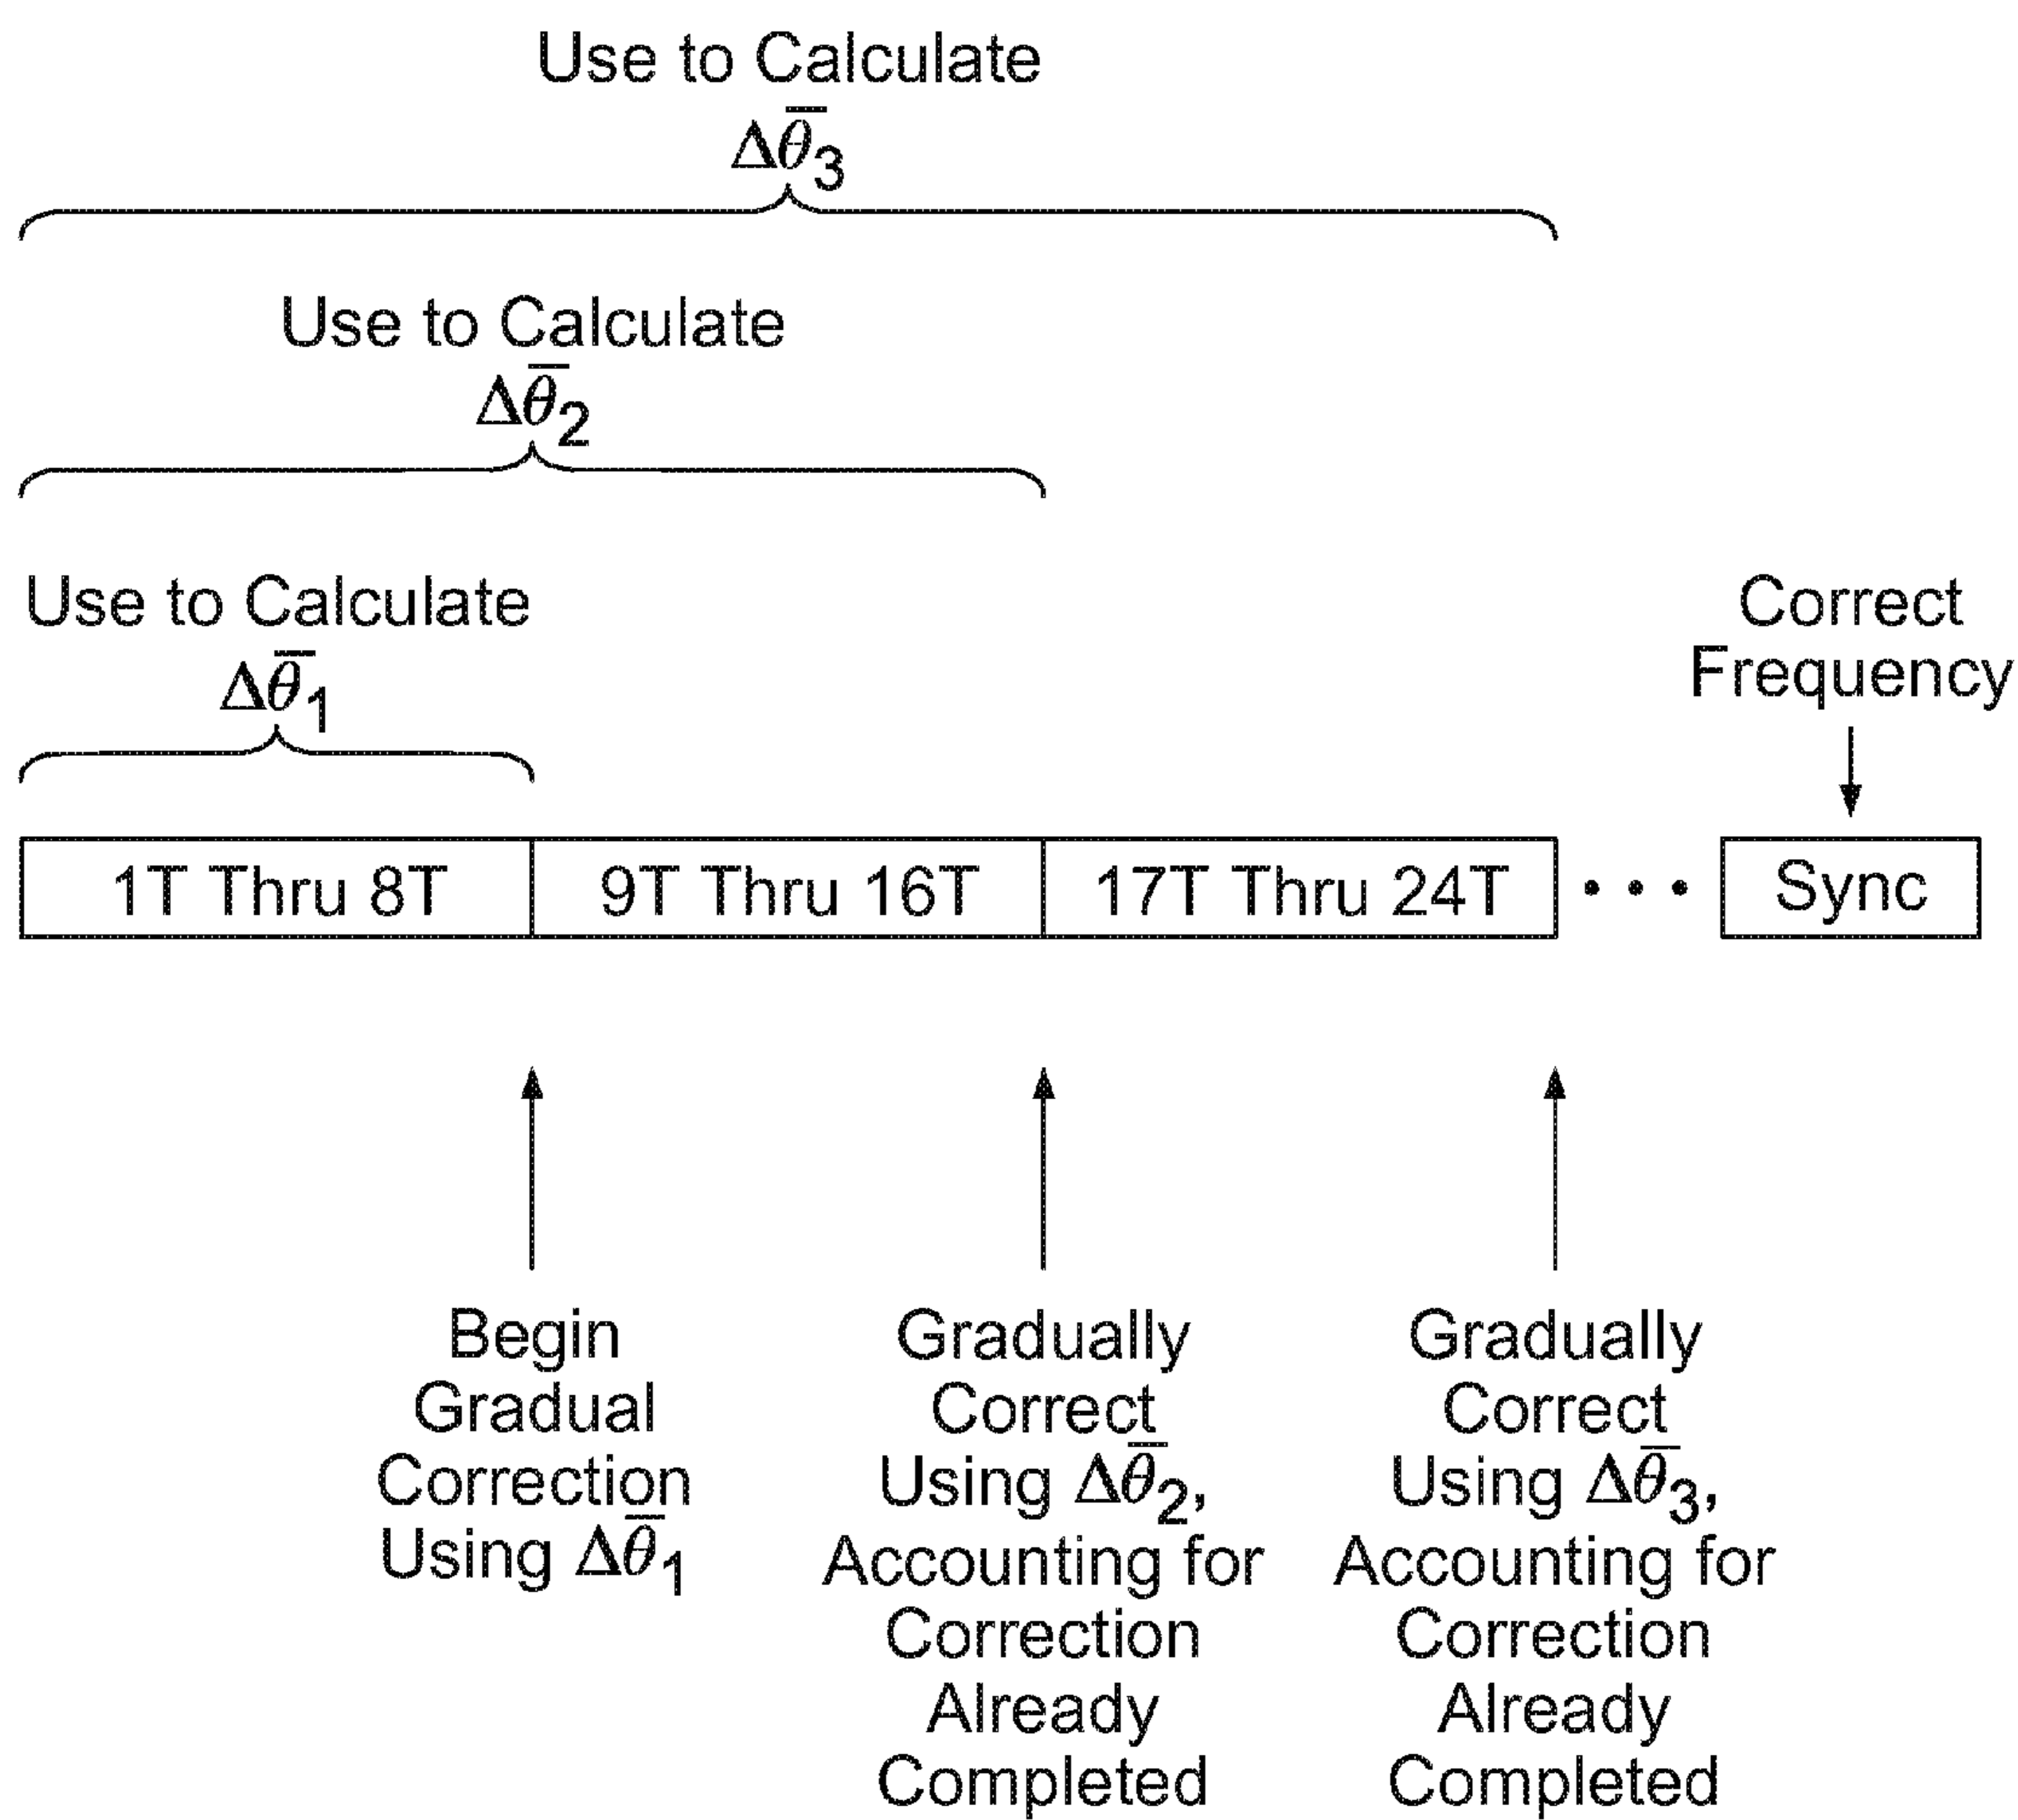 Use to Calculate
Δθ̅₃
Use to Calculate
Δθ̅₂
Use to Calculate
Δθ̅₁
Correct
Frequency
1T Thru 8T
9T Thru 16T
17T Thru 24T
• • •
Sync
Begin
Gradual
Correction
Using Δθ̅₁
Gradually
Correct
Using Δθ̅₂,
Accounting for
Correction
Already
Completed
Gradually
Correct
Using Δθ̅₃,
Accounting for
Correction
Already
Completed